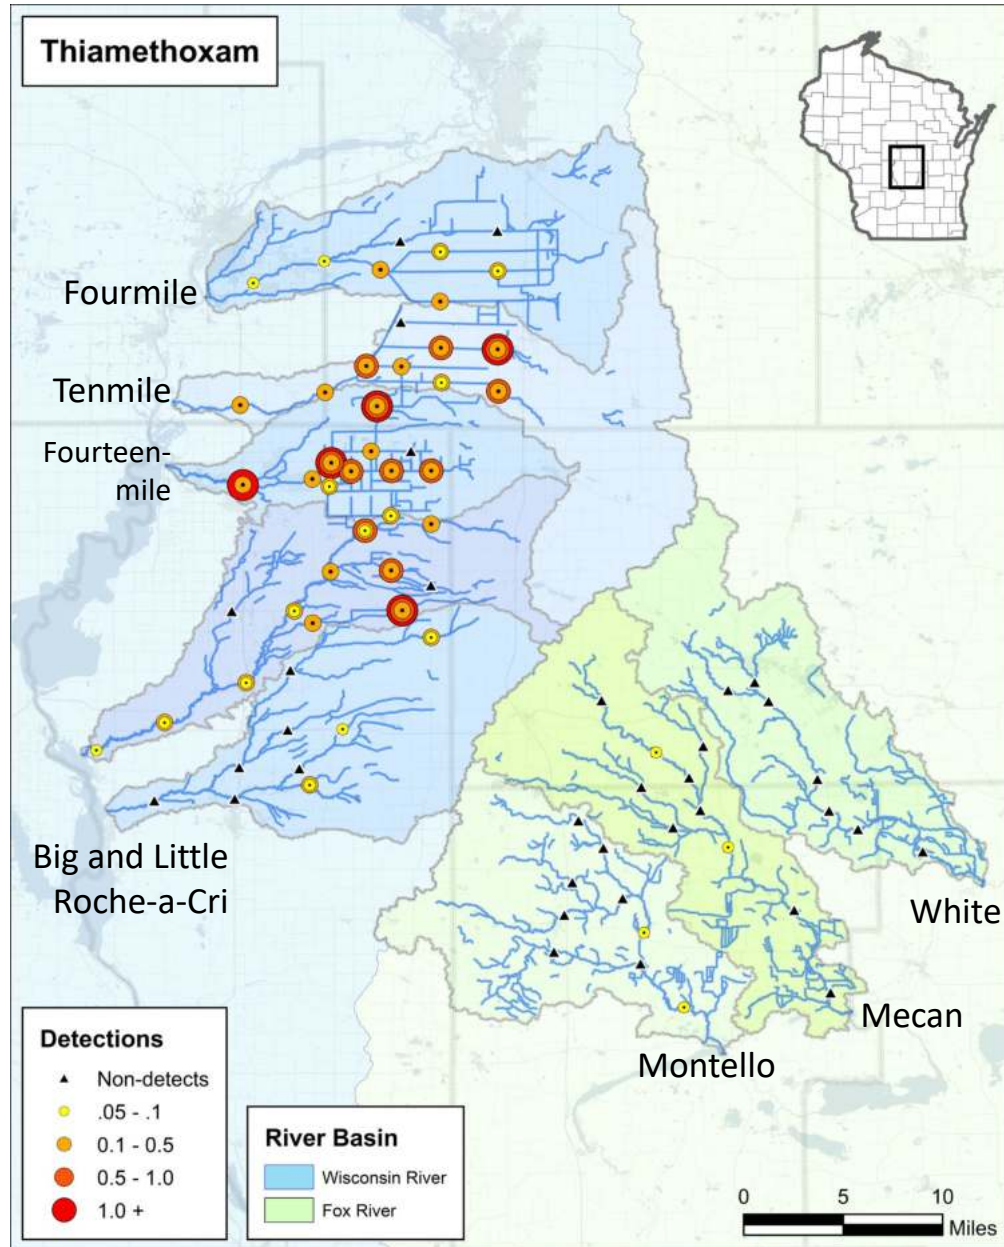 Thiamethoxam
Fourmile
Tenmile
Fourteen-
mile
Big and Little
Roche-a-Cri
White
Mecan
Montello
Detections
Non-detects
.05 - .1
0.1 - 0.5
0.5 - 1.0
1.0 +
River Basin
Wisconsin River
Fox River
0 5 10
Miles